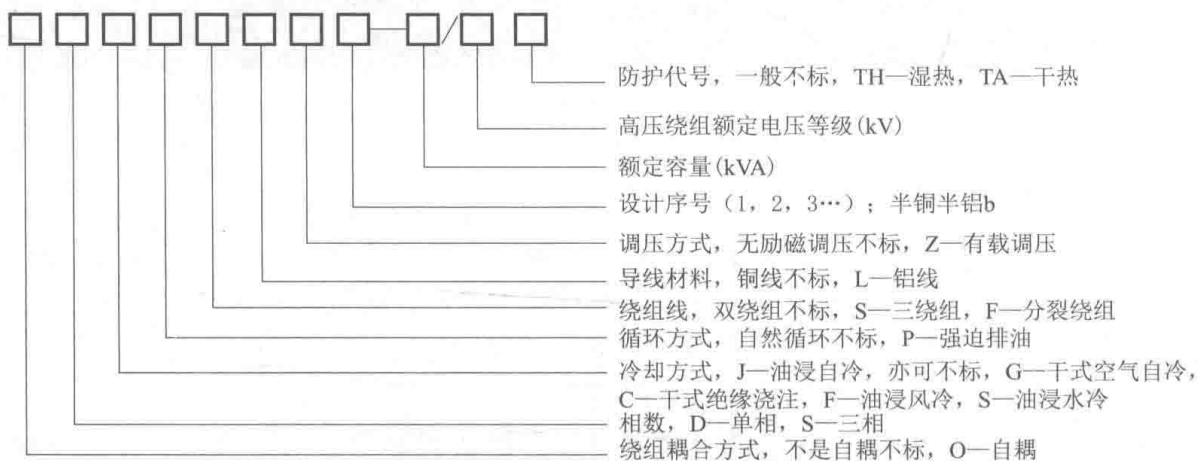 防护代号，一般不标，TH—湿热，TA—干热
高压绕组额定电压等级(kV)
额定容量(kVA)
设计序号（1，2，3…）；半铜半铝b
调压方式，无励磁调压不标，Z—有载调压
导线材料，铜线不标，L—铝线
绕组线，双绕组不标，S—三绕组，F—分裂绕组
循环方式，自然循环不标，P—强迫排油
冷却方式，J—油浸自冷，亦可不标，G—干式空气自冷，
C—干式绝缘浇注，F—油浸风冷，S—油浸水冷
相数，D—单相，S—三相
绕组耦合方式，不是自耦不标，O—自耦